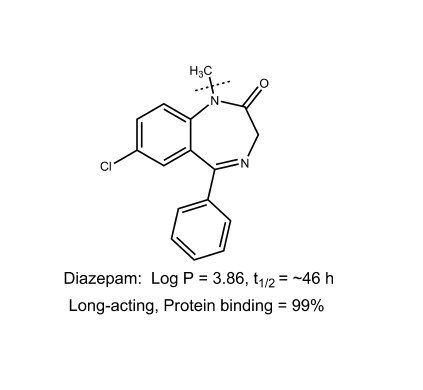 H₃C
N
O
Cl
N
Diazepam: Log P = 3.86, t₁/₂ = ~46 h
Long-acting, Protein binding = 99%